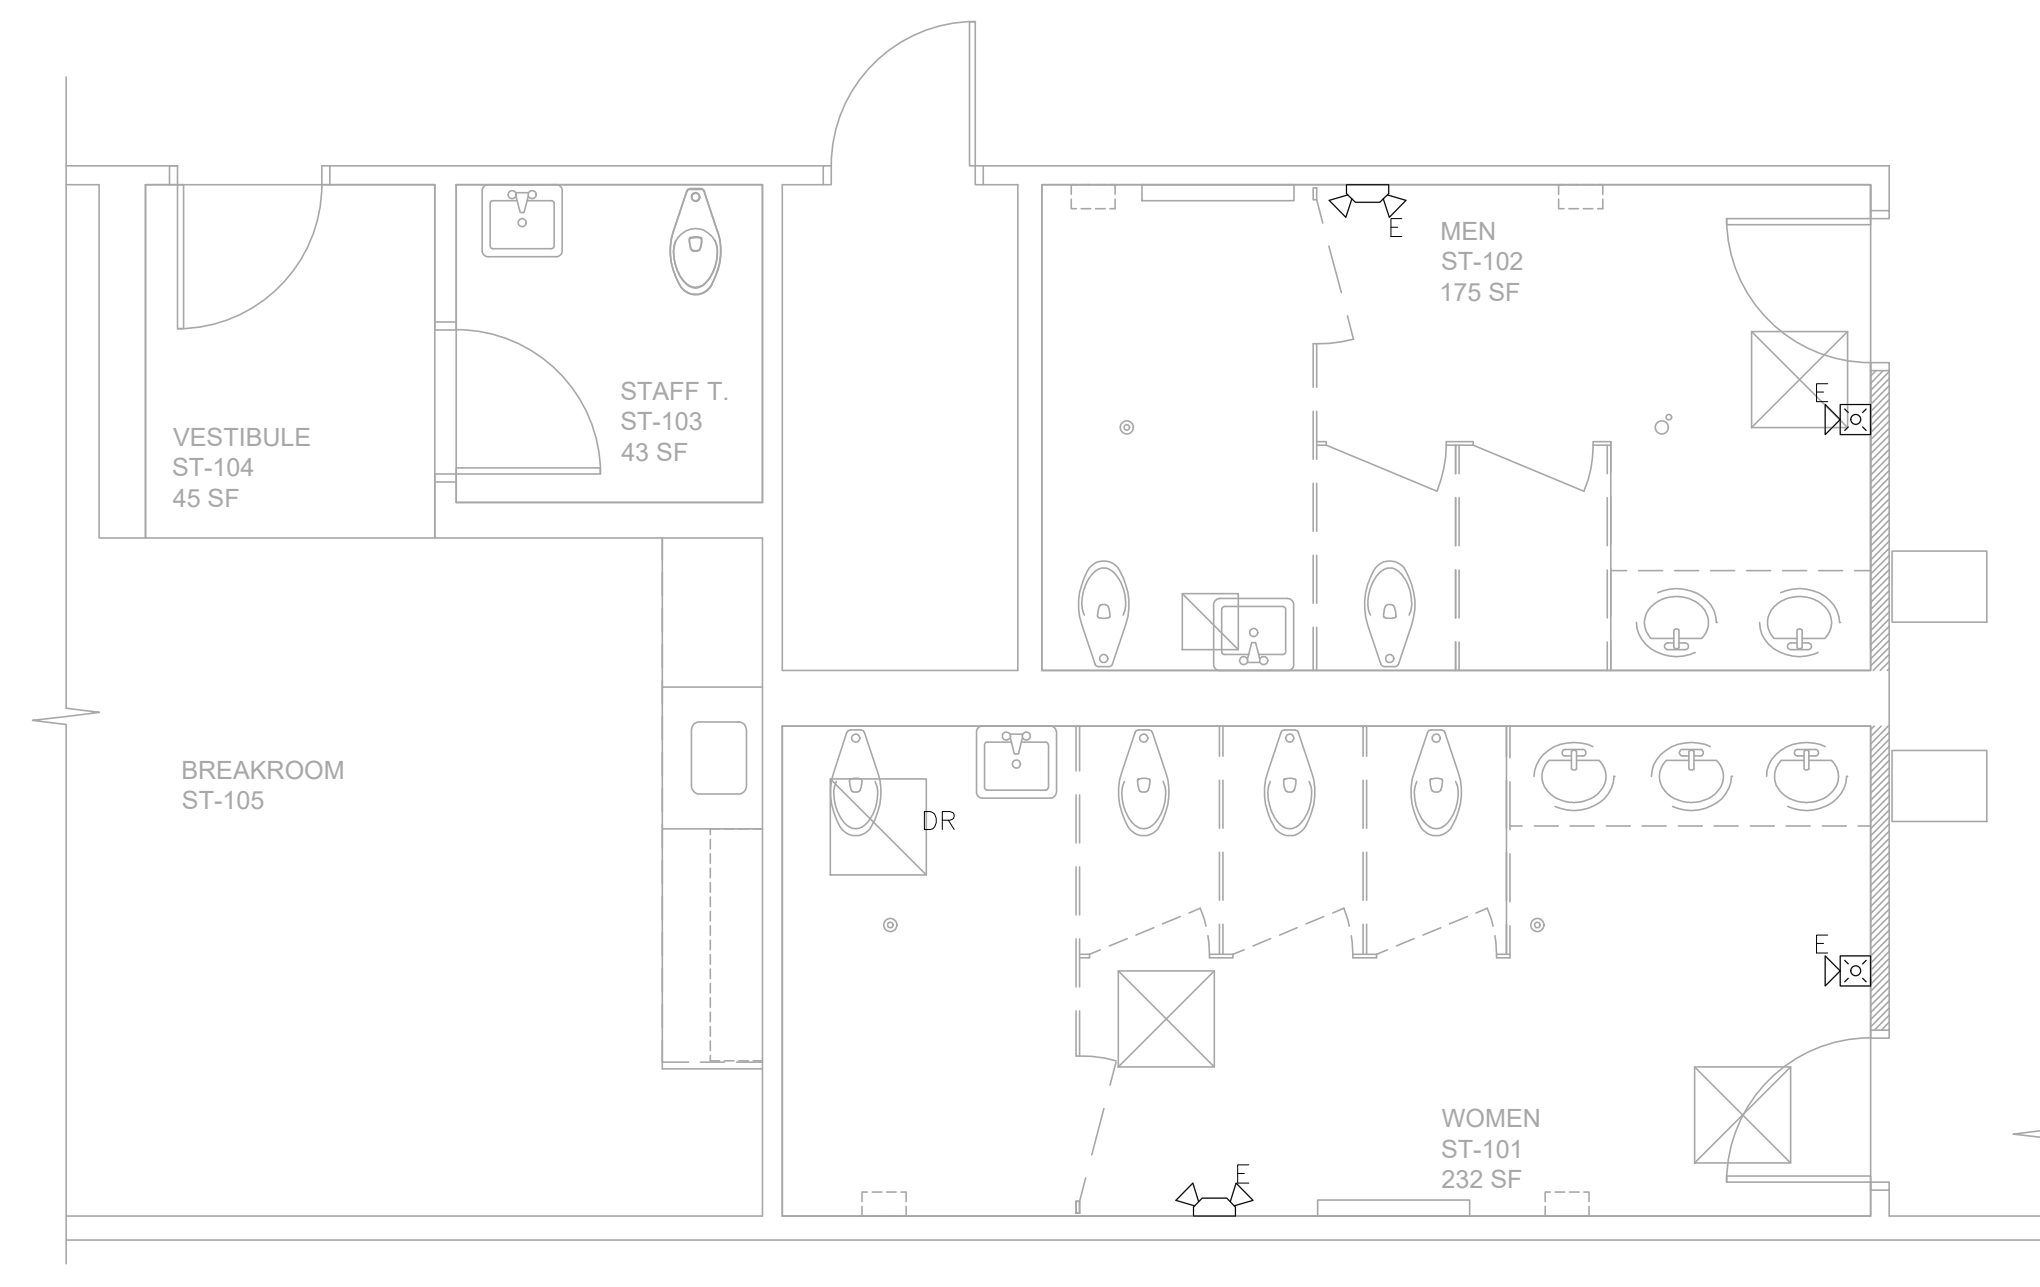 E
MEN
ST-102
175 SF
E
STAFF T.
ST-103
43 SF
VESTIBULE
ST-104
45 SF
BREAKROOM
ST-105
DR
E
WOMEN
ST-101
232 SF
E